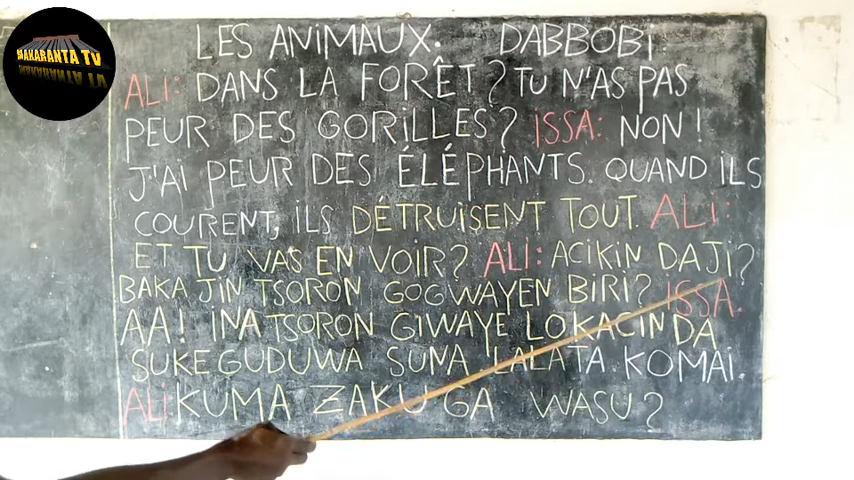 MAKARANTA TV
LES ANIMAUX. DABBOBI.
ALI: DANS LA FORÊT? TU N'AS PAS
PEUR DES GORILLES? ISSA: NON!
J'AI PEUR DES ÉLÉPHANTS. QUAND ILS
COURENT, ILS DÉTRUISENT TOUT. ALI:
ET TU VAS EN VOIR? ALI: ACIKIN DAJI?
BAKA JIN TSORON GOGWAYEN BIRI? ISSA.
AA! INA TSORON GIWAYE LOKACIN DA
SUKE GUDUWA SUNA LALATA KOMAI.
ALI: KUMA ZAKU GA WASU?